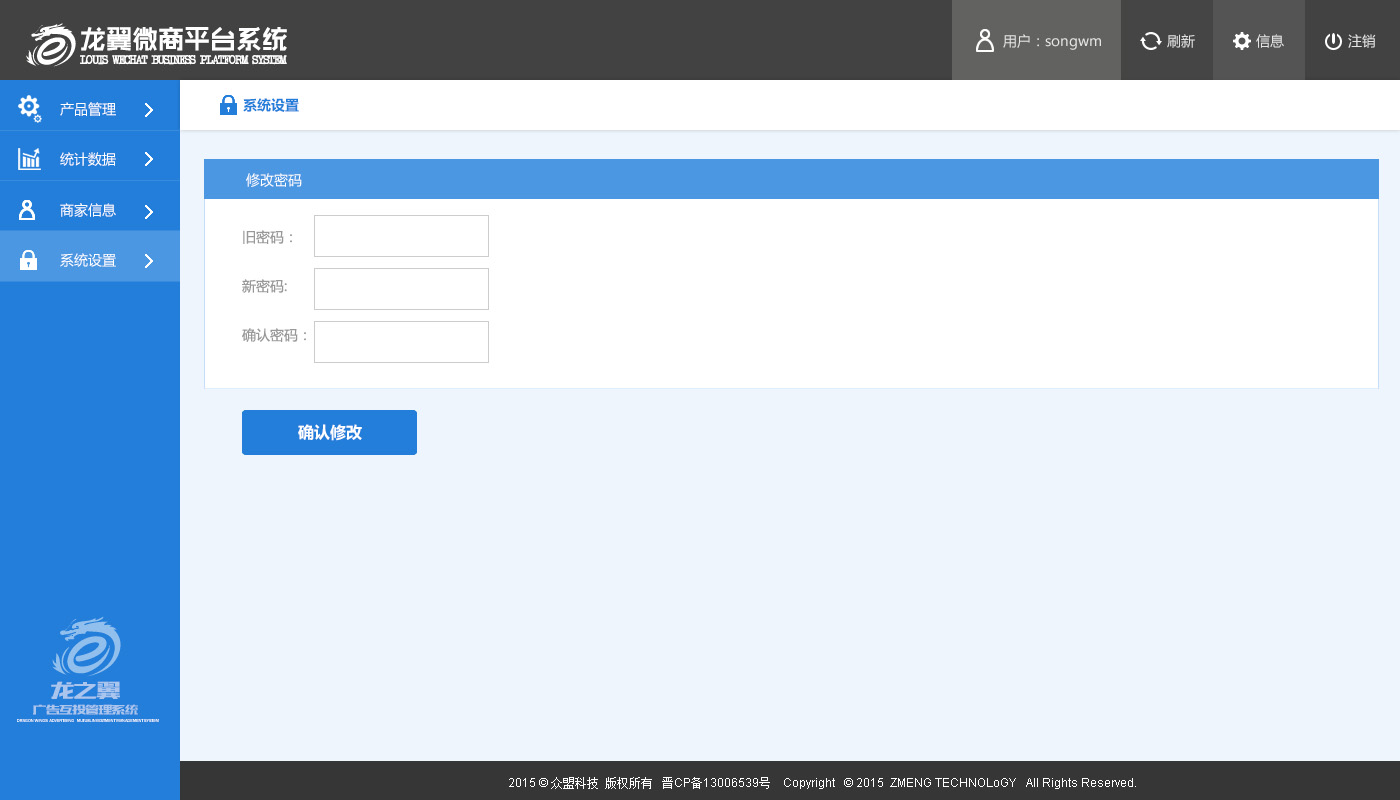 龙翼微商平台系统
LOUIS WECHAT BUSINESS PLATFORM SYSTEM
用户：songwm
刷新
信息
注销
产品管理
统计数据
商家信息
系统设置
系统设置
修改密码
旧密码：
新密码:
确认密码：
确认修改
龙之翼
广告互投管理系统
2015 © 众盟科技 版权所有 晋CP备13006539号 Copyright © 2015 ZMENG TECHNOLoGY All Rights Reserved.